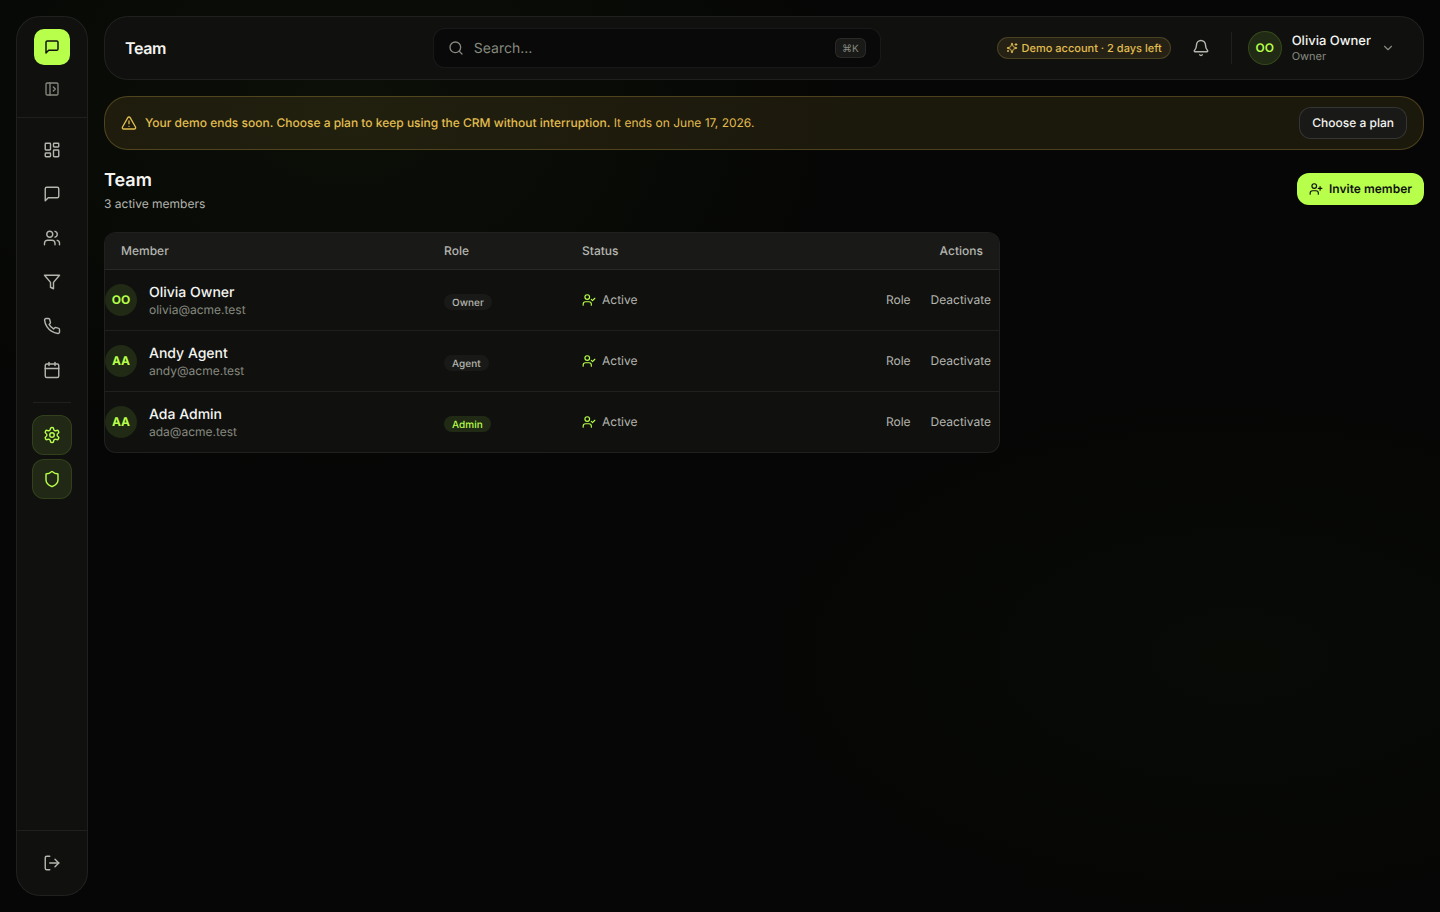 Team
Search...
⌘K
Demo account · 2 days left
OO
Olivia Owner
Owner
Your demo ends soon. Choose a plan to keep using the CRM without interruption. It ends on June 17, 2026.
Choose a plan
Team
3 active members
Invite member
Member Role Status Actions
OO Olivia Owner Owner Active Role Deactivate
olivia@acme.test
AA Andy Agent Agent Active Role Deactivate
andy@acme.test
AA Ada Admin Admin Active Role Deactivate
ada@acme.test